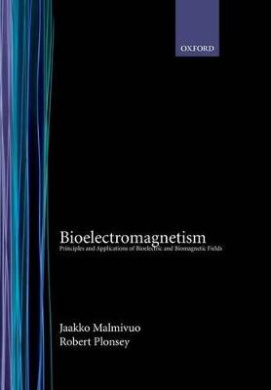 OXFORD
Bioelectromagnetism
Principles and Applications of Bioelectric and Biomagnetic Fields
Jaakko Malmivuo
Robert Plonsey